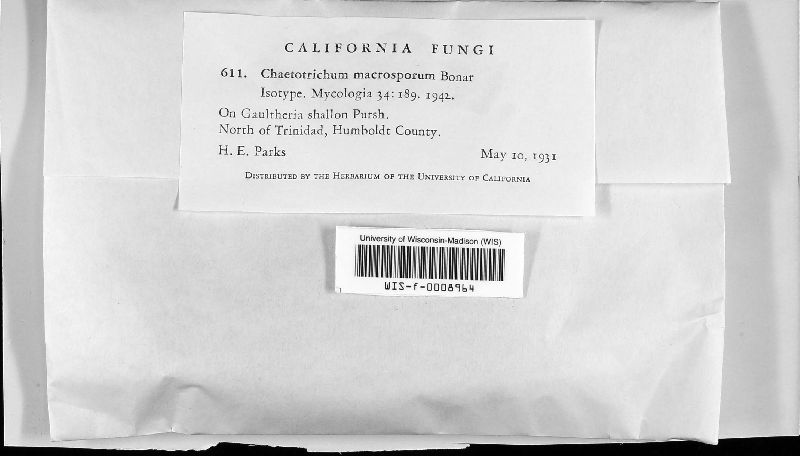 CALIFORNIA FUNGI
611. Chaetotrichum macrosporum Bonar
Isotype. Mycologia 34: 189. 1942.
On Gaultheria shallon Pursh.
North of Trinidad, Humboldt County.
H. E. Parks May 10, 1931
Distributed by the Herbarium of the University of California
University of Wisconsin-Madison (WIS)
WIS-f-0008964